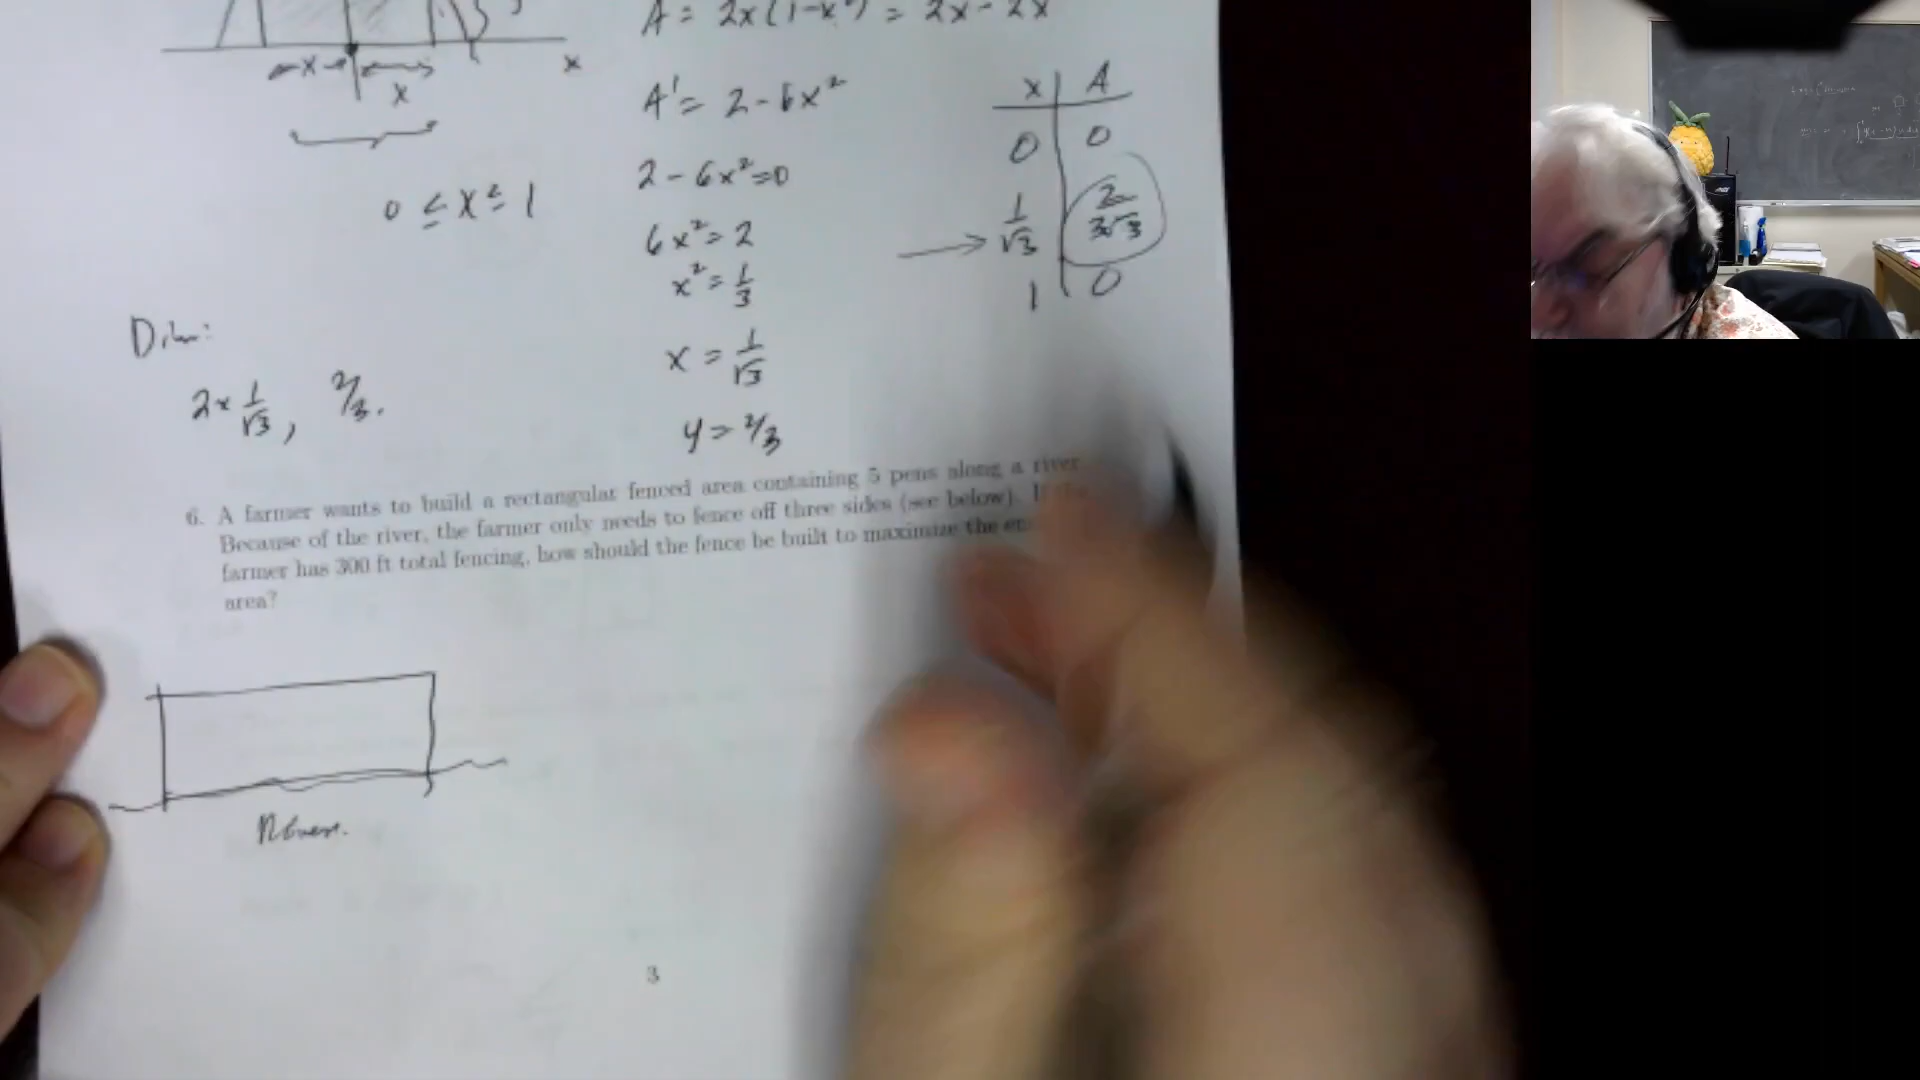 A = 2x(1-x²) = 2x - 2x
x
x
x
A' = 2 - 6x²
x A
0 0
2 - 6x² = 0
0 ≤ x ≤ 1
1/√3 2/3√3
6x² = 2
x² = 1/3
1 0
Dim:
x = 1/√3
2 × 1/√3, 2/3.
y = 2/3
6. A farmer wants to build a rectangular fenced area containing 5 pens along a river
Because of the river, the farmer only needs to fence off three sides (see below).
farmer has 300 ft total fencing, how should the fence be built to maximize the
area?
3